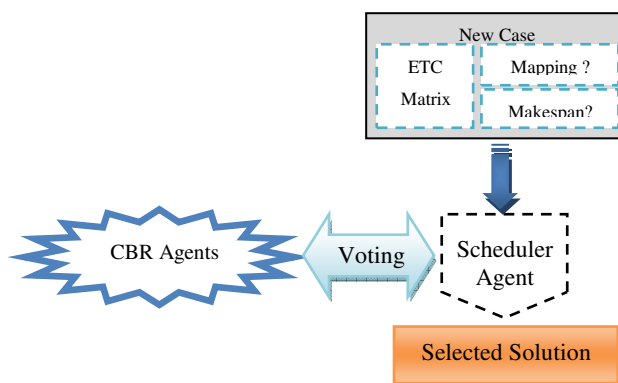 New Case
ETC
Matrix
Mapping ?
Makespan?
CBR Agents
Voting
Scheduler
Agent
Selected Solution